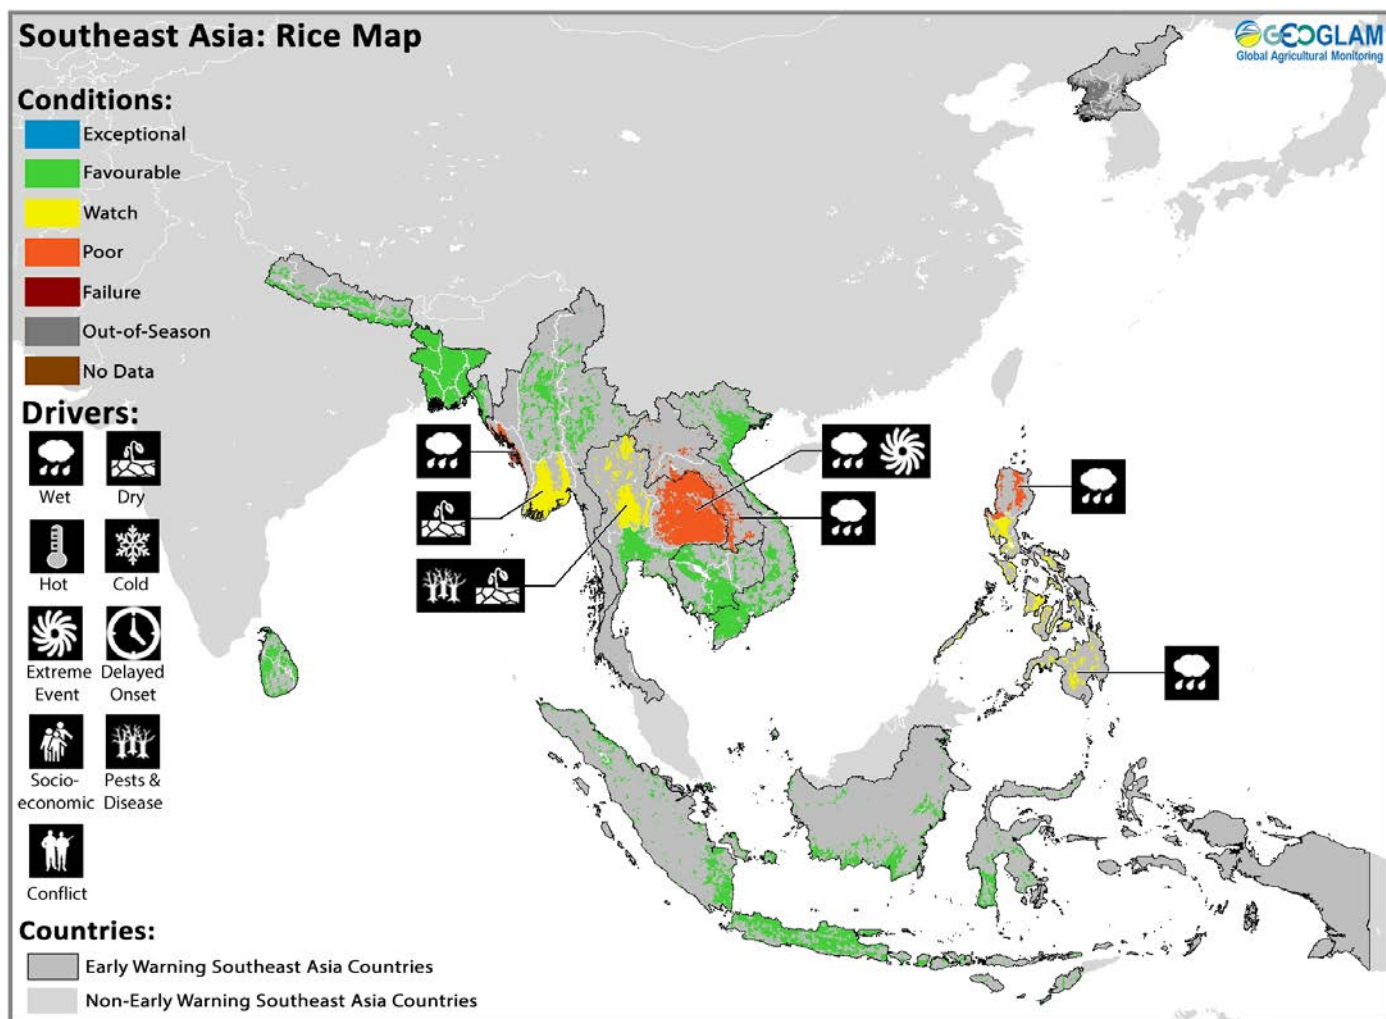 Southeast Asia: Rice Map
GEOGLAM
Global Agricultural Monitoring
Conditions:
Exceptional
Favourable
Watch
Poor
Failure
Out-of-Season
No Data
Drivers:
Wet
Dry
Hot
Cold
Extreme
Event
Delayed
Onset
Socio-
economic
Pests &
Disease
Conflict
Countries:
Early Warning Southeast Asia Countries
Non-Early Warning Southeast Asia Countries